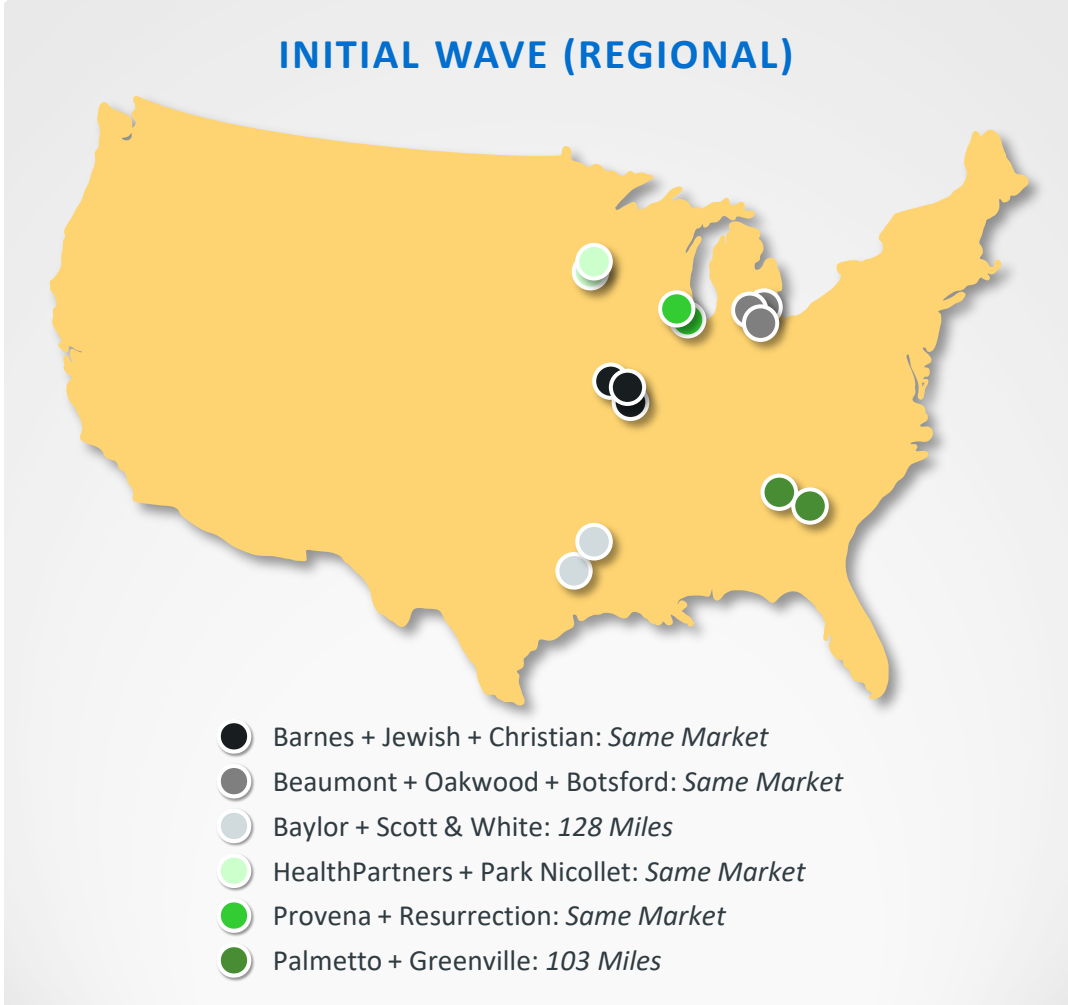 INITIAL WAVE (REGIONAL)
Barnes + Jewish + Christian: Same Market
Beaumont + Oakwood + Botsford: Same Market
Baylor + Scott & White: 128 Miles
HealthPartners + Park Nicollet: Same Market
Provena + Resurrection: Same Market
Palmetto + Greenville: 103 Miles